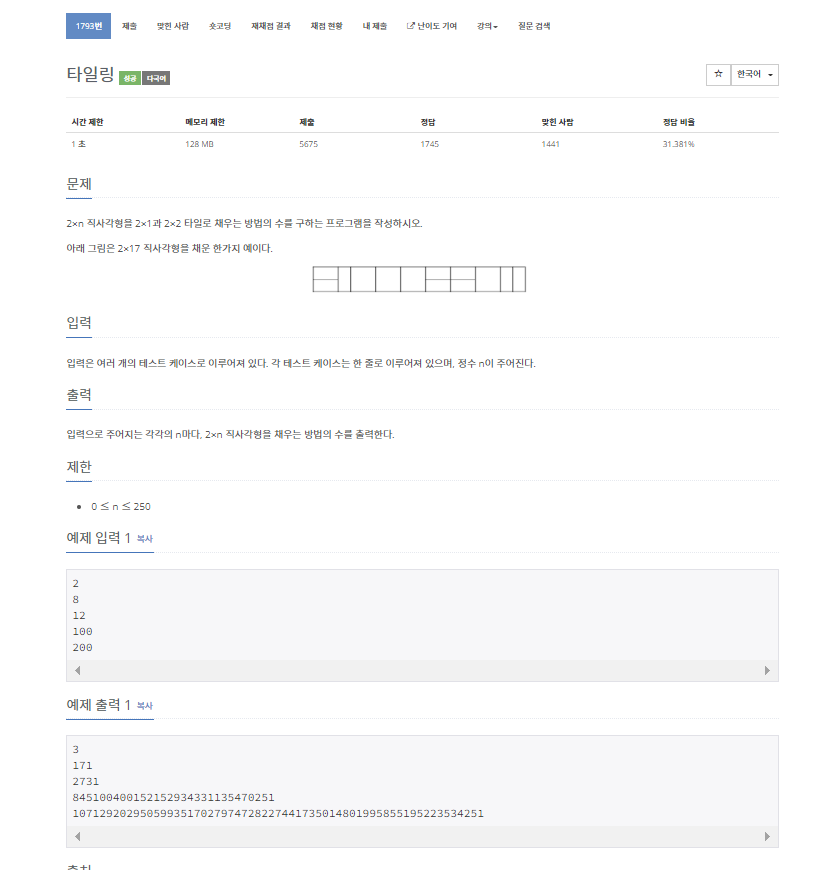 1793번 제출 맞힌 사람 숏코딩 재채점 결과 채점 현황 내 제출 난이도 기여 강의 질문 검색
타일링 성공 다국어 ☆ 한국어
시간 제한 메모리 제한 제출 정답 맞힌 사람 정답 비율
1 초 128 MB 5675 1745 1441 31.381%
문제
2×n 직사각형을 2×1과 2×2 타일로 채우는 방법의 수를 구하는 프로그램을 작성하시오.
아래 그림은 2×17 직사각형을 채운 한가지 예이다.
입력
입력은 여러 개의 테스트 케이스로 이루어져 있다. 각 테스트 케이스는 한 줄로 이루어져 있으며, 정수 n이 주어진다.
출력
입력으로 주어지는 각각의 n마다, 2×n 직사각형을 채우는 방법의 수를 출력한다.
제한
• 0 ≤ n ≤ 250
예제 입력 1 복사
2
8
12
100
200
예제 출력 1 복사
3
171
2731
845100400152152934331135470251
1071292029505993517027974728227441735014801995855195223534251